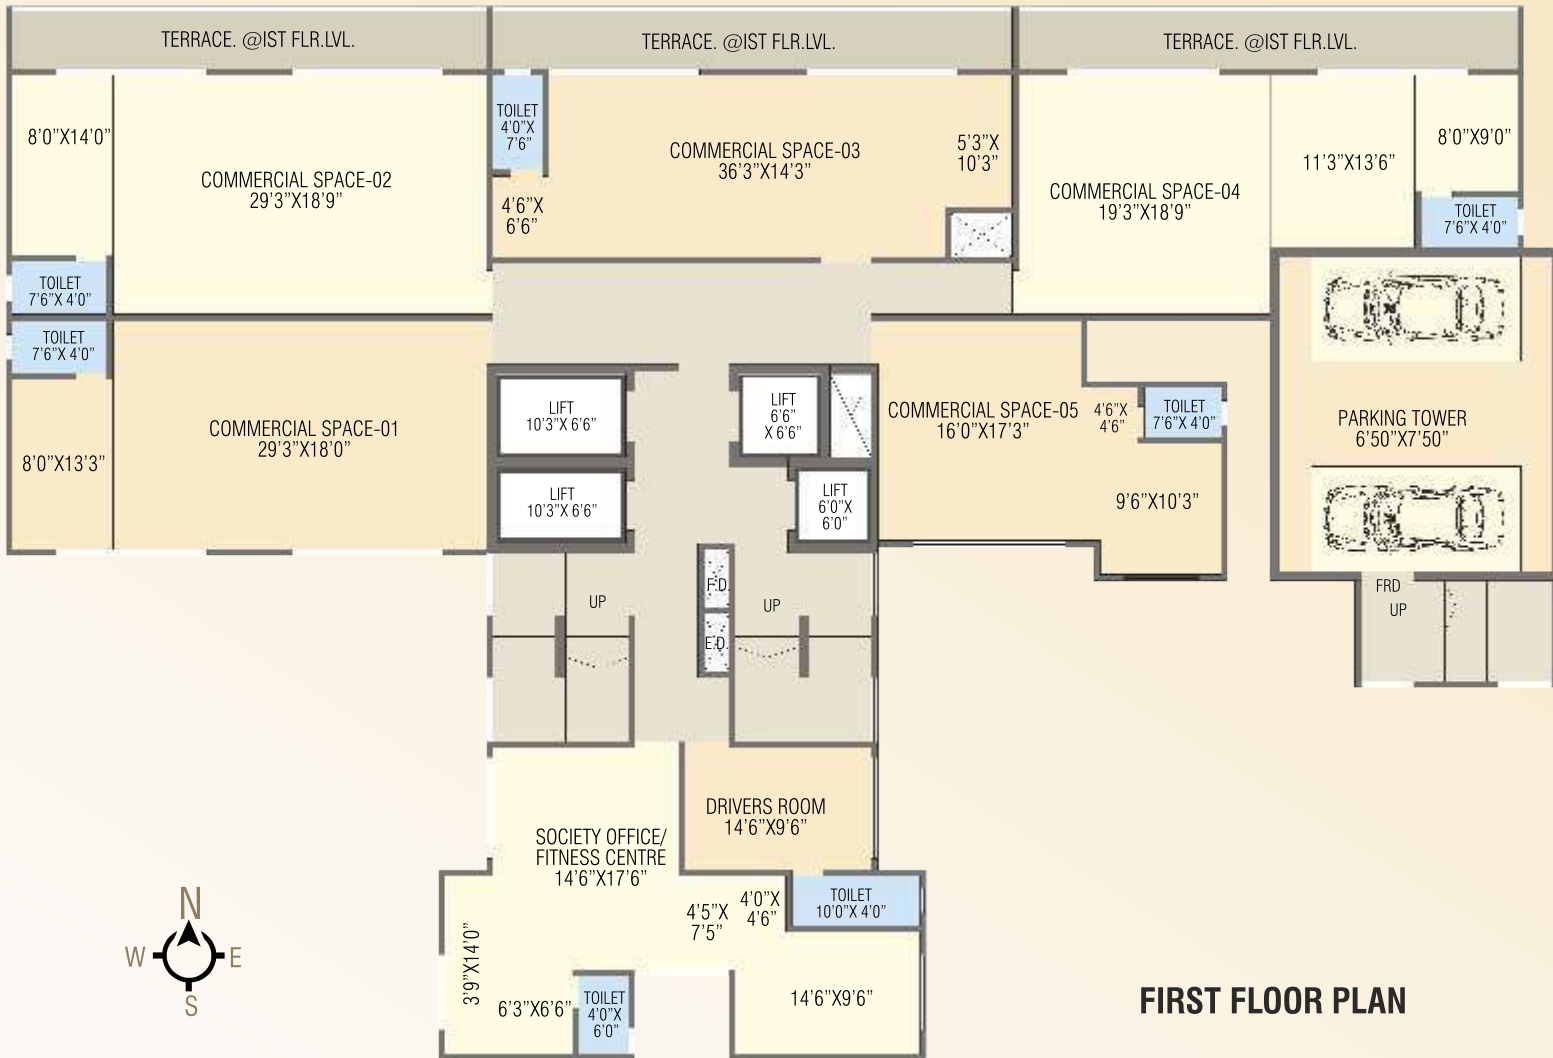 TERRACE. @IST FLR.LVL.
TERRACE. @IST FLR.LVL.
TERRACE. @IST FLR.LVL.
8'0"X14'0"
COMMERCIAL SPACE-02
29'3"X18'9"
TOILET
7'6"X 4'0"
TOILET
4'0"X
7'6"
4'6"X
6'6"
COMMERCIAL SPACE-03
36'3"X14'3"
5'3"X
10'3"
COMMERCIAL SPACE-04
19'3"X18'9"
11'3"X13'6"
8'0"X9'0"
TOILET
7'6"X 4'0"
TOILET
7'6"X 4'0"
8'0"X13'3"
COMMERCIAL SPACE-01
29'3"X18'0"
LIFT
10'3"X 6'6"
LIFT
10'3"X 6'6"
LIFT
6'6"
X 6'6"
LIFT
6'0"X
6'0"
COMMERCIAL SPACE-05
16'0"X17'3"
4'6"X
4'6"
TOILET
7'6"X 4'0"
9'6"X10'3"
PARKING TOWER
6'50"X7'50"
FRD
UP
UP
F.D.
E.D.
UP
DRIVERS ROOM
14'6"X9'6"
SOCIETY OFFICE/
FITNESS CENTRE
14'6"X17'6"
TOILET
10'0"X 4'0"
4'5"X
7'5"
4'0"X
4'6"
3'9"X14'0"
6'3"X6'6"
TOILET
4'0"X
6'0"
14'6"X9'6"
N
W
E
S
FIRST FLOOR PLAN